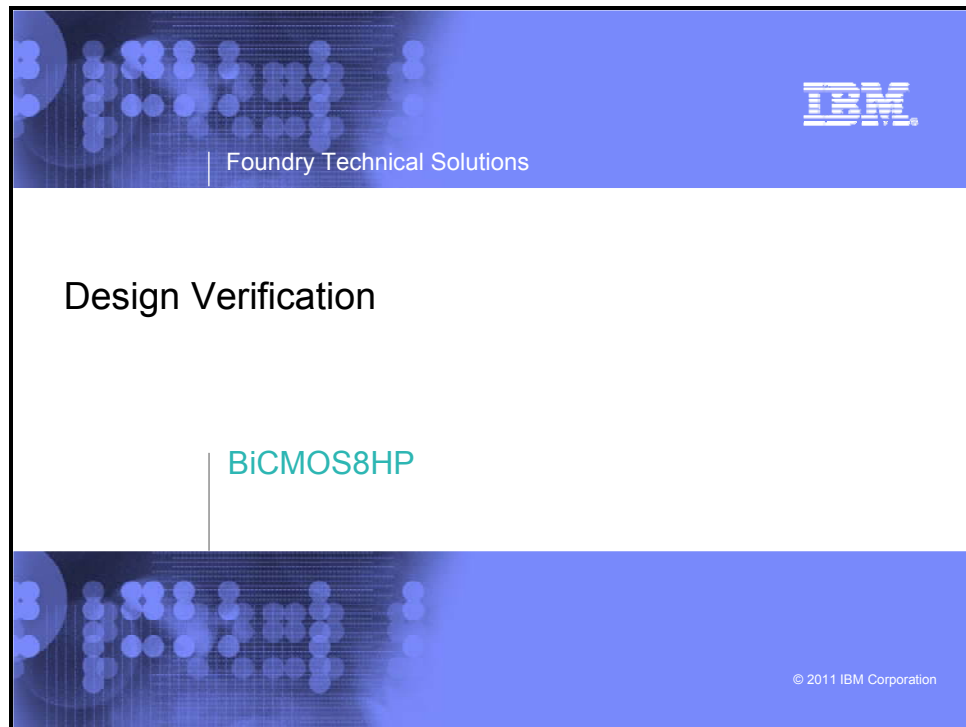 IBM®
Foundry Technical Solutions
Design Verification
BiCMOS8HP
© 2011 IBM Corporation